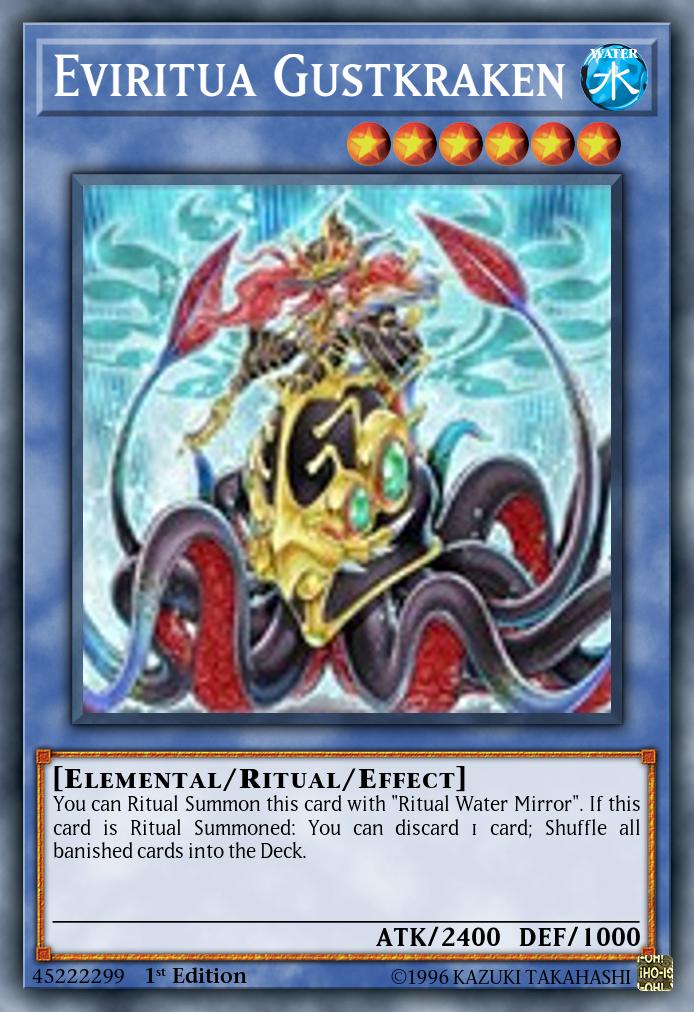 Eviritua Gustkraken
WATER
水
[Elemental/Ritual/Effect]
You can Ritual Summon this card with "Ritual Water Mirror". If this
card is Ritual Summoned: You can discard 1 card; Shuffle all
banished cards into the Deck.
ATK/2400 DEF/1000
45222299 1st Edition ©1996 KAZUKI TAKAHASHI